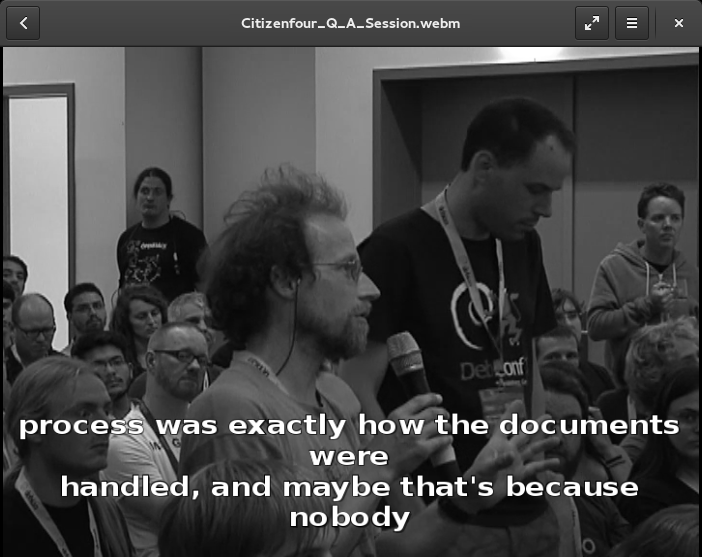 Citizenfour_Q_A_Session.webm
process was exactly how the documents
were
handled, and maybe that's because
nobody